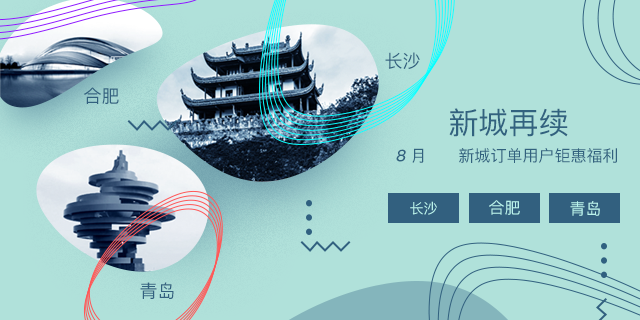 长沙
合肥
新城再续
8 月 新城订单用户钜惠福利
长沙 合肥 青岛
青岛